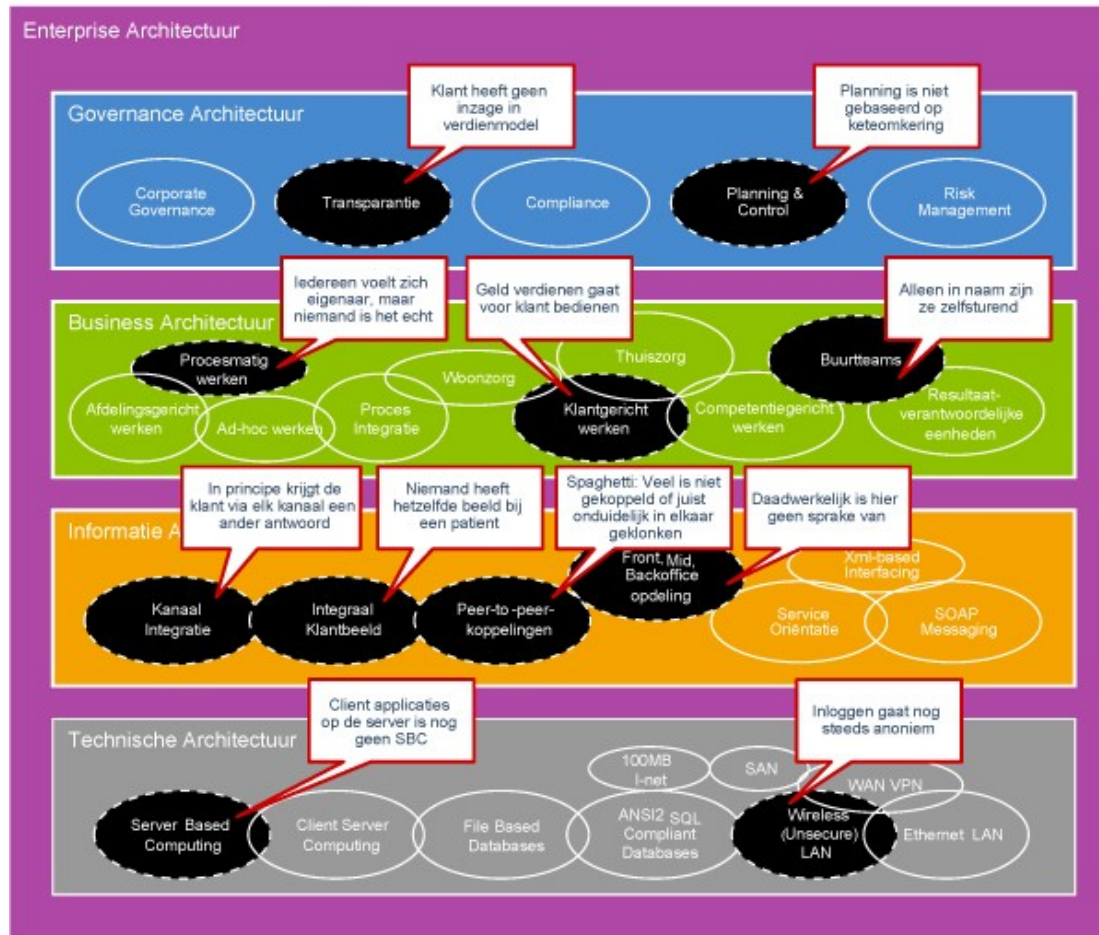 Enterprise Architectuur
Klant heeft geen
inzage in
verdienmodel
Planning is niet
gebaseerd op
keteomkering
Governance Architectuur
Corporate
Governance
Transparantie
Compliance
Planning &
Control
Risk
Management
Iedereen voelt zich
eigenaar, maar
niemand is het echt
Geld verdienen gaat
voor klant bedienen
Alleen in naam zijn
ze zelfsturend
Business Architectuur
Procesmatig
werken
Afdelingsgericht
werken
Ad-hoc werken
Proces
Integratie
Woonzorg
Thuiszorg
Klantgericht
werken
Competentiegericht
werken
Buurtteams
Resultaat-
verantwoordelijke
eenheden
In principe krijgt de
klant via elk kanaal een
ander antwoord
Niemand heeft
hetzelfde beeld bij
een patient
Spaghetti: Veel is niet
gekoppeld of juist
onduidelijk in elkaar
geklonken
Daadwerkelijk is hier
geen sprake van
Informatie A
Kanaal
Integratie
Integraal
Klantbeeld
Peer-to -peer-
koppelingen
Front, Mid,
Backoffice
opdeling
Xml-based
Interfacing
Service
Oriëntatie
SOAP
Messaging
Client applicaties
op de server is nog
geen SBC
Inloggen gaat nog
steeds anoniem
Technische Architectuur
Server Based
Computing
Client Server
Computing
File Based
Databases
100MB
I-net
SAN
WAN VPN
ANSI2 SQL
Compliant
Databases
Wireless
(Unsecure)
LAN
Ethernet LAN